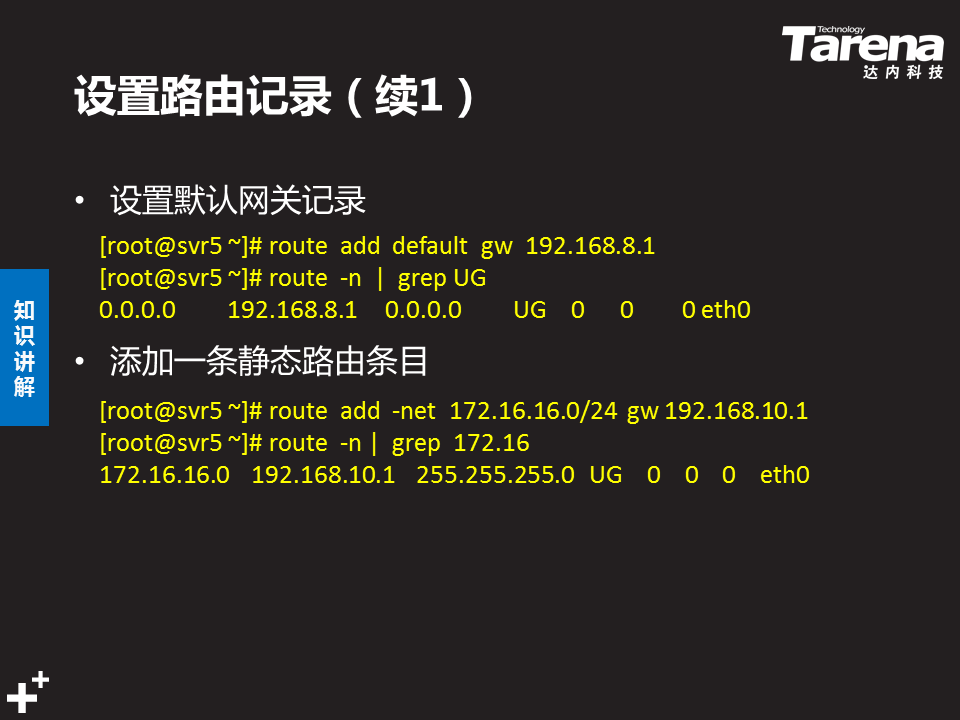 Technology
Tarena
达内科技
设置路由记录（续1）
• 设置默认网关记录
[root@svr5 ~]# route add default gw 192.168.8.1
[root@svr5 ~]# route -n | grep UG
0.0.0.0 192.168.8.1 0.0.0.0 UG 0 0 0 eth0
• 添加一条静态路由条目
[root@svr5 ~]# route add -net 172.16.16.0/24 gw 192.168.10.1
[root@svr5 ~]# route -n | grep 172.16
172.16.16.0 192.168.10.1 255.255.255.0 UG 0 0 0 eth0
知
识
讲
解